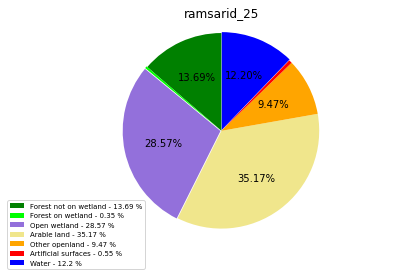 ramsarid_25
13.69%
12.20%
9.47%
28.57%
35.17%
Forest not on wetland - 13.69 %
Forest on wetland - 0.35 %
Open wetland - 28.57 %
Arable land - 35.17 %
Other openland - 9.47 %
Artificial surfaces - 0.55 %
Water - 12.2 %